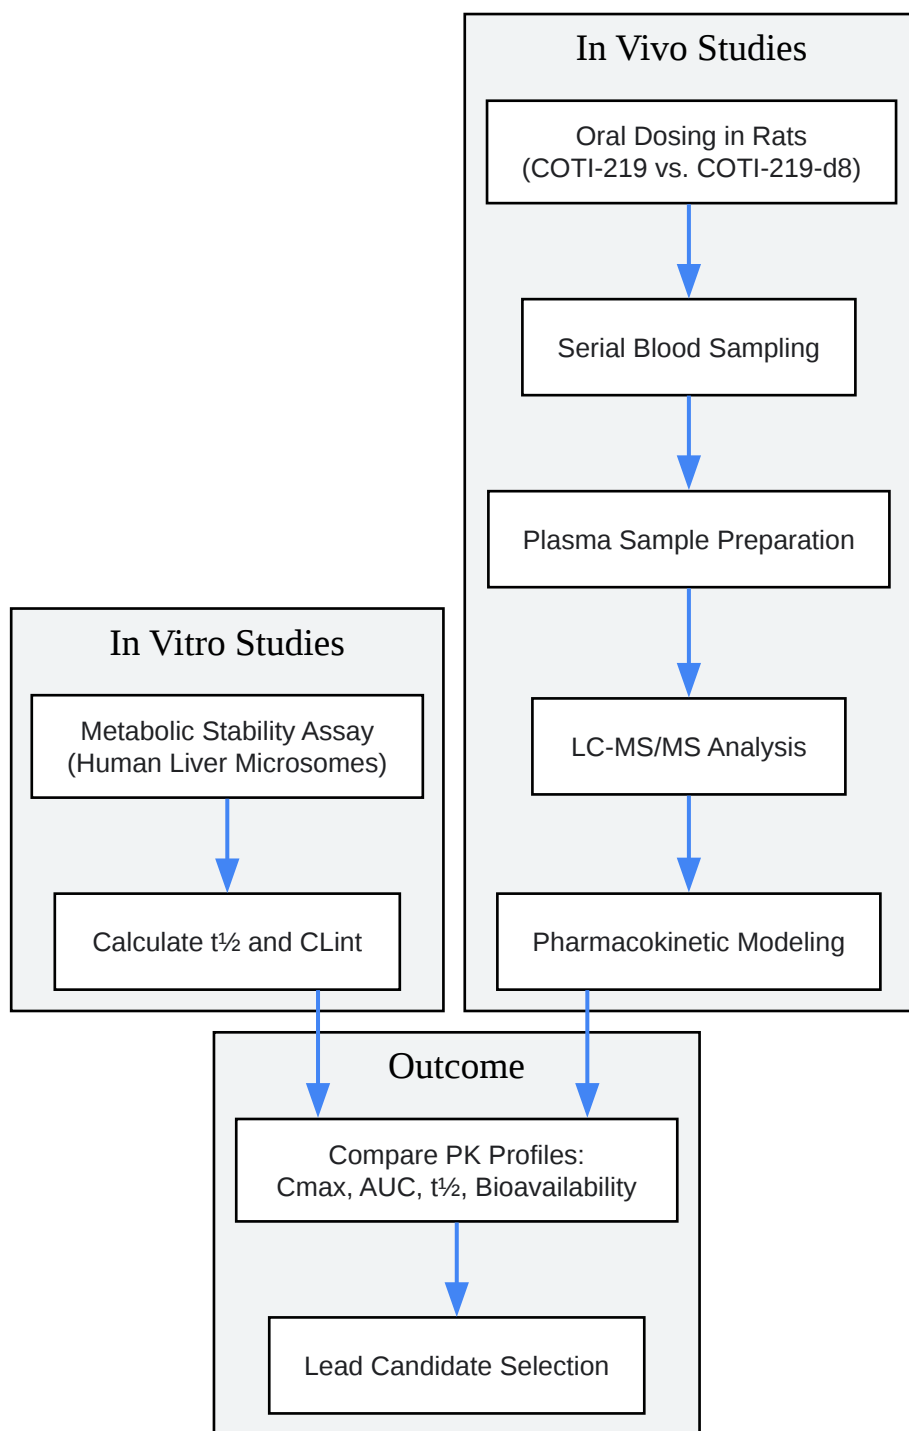 In Vivo Studies
Oral Dosing in Rats
(COTI-219 vs. COTI-219-d8)
Serial Blood Sampling
Plasma Sample Preparation
LC-MS/MS Analysis
Pharmacokinetic Modeling
In Vitro Studies
Metabolic Stability Assay
(Human Liver Microsomes)
Calculate t½ and CLint
Outcome
Compare PK Profiles:
Cmax, AUC, t½, Bioavailability
Lead Candidate Selection